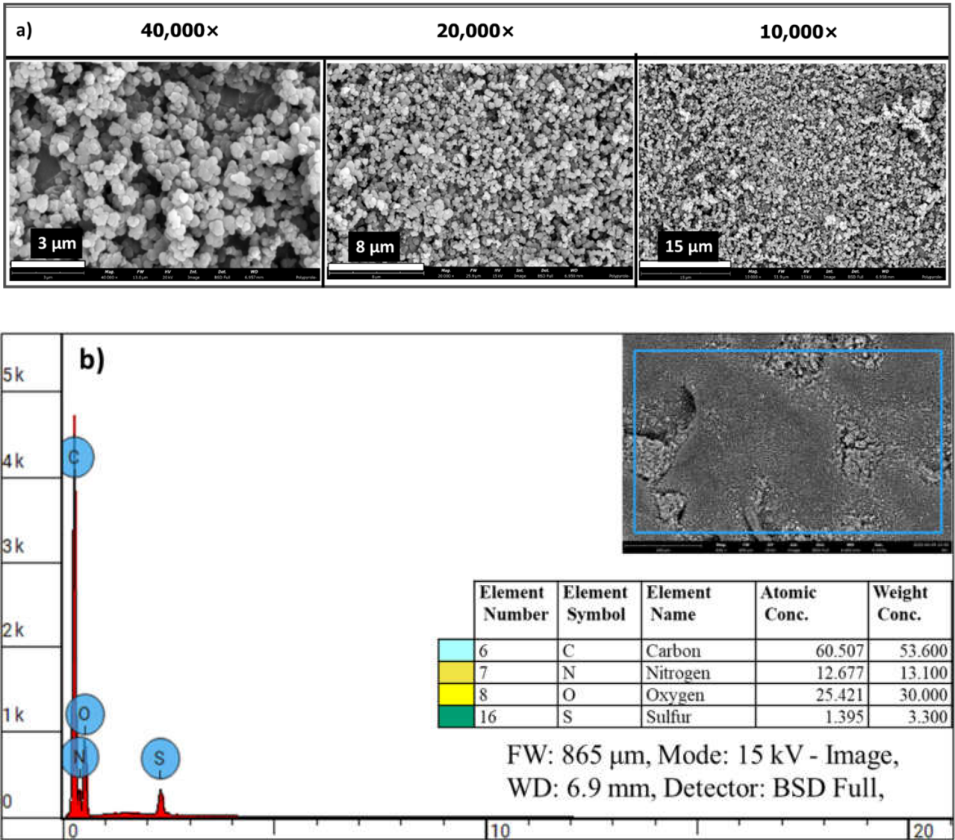 a) 40,000× 20,000× 10,000×
3 μm 8 μm 15 μm
b)
5k
4k
3k
2k
1k
0
C
O
N
S
0 10 20
Element Number Element Symbol Element Name Atomic Conc. Weight Conc.
6 C Carbon 60.507 53.600
7 N Nitrogen 12.677 13.100
8 O Oxygen 25.421 30.000
16 S Sulfur 1.395 3.300
FW: 865 μm, Mode: 15 kV - Image,
WD: 6.9 mm, Detector: BSD Full,